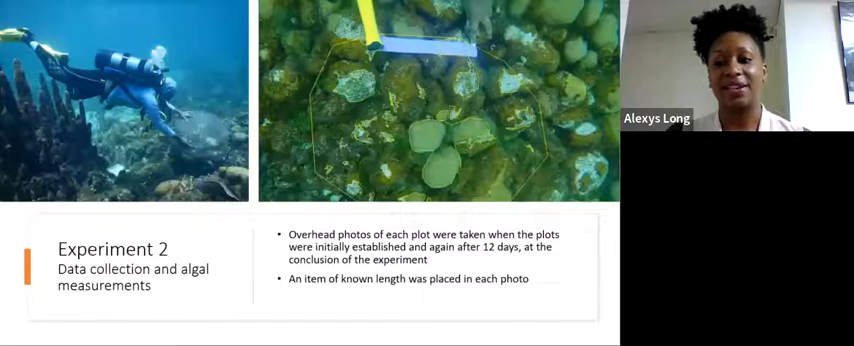 Alexys Long
Experiment 2
Data collection and algal
measurements
• Overhead photos of each plot were taken when the plots
were initially established and again after 12 days, at the
conclusion of the experiment
• An item of known length was placed in each photo